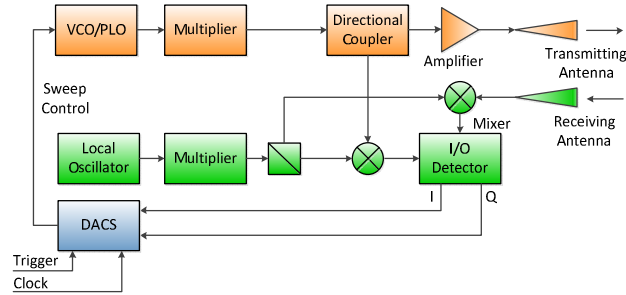 VCO/PLO
Multiplier
Directional
Coupler
Amplifier
Transmitting
Antenna
Sweep
Control
Receiving
Antenna
Mixer
Local
Oscillator
Multiplier
I/O
Detector
I
Q
DACS
Trigger
Clock